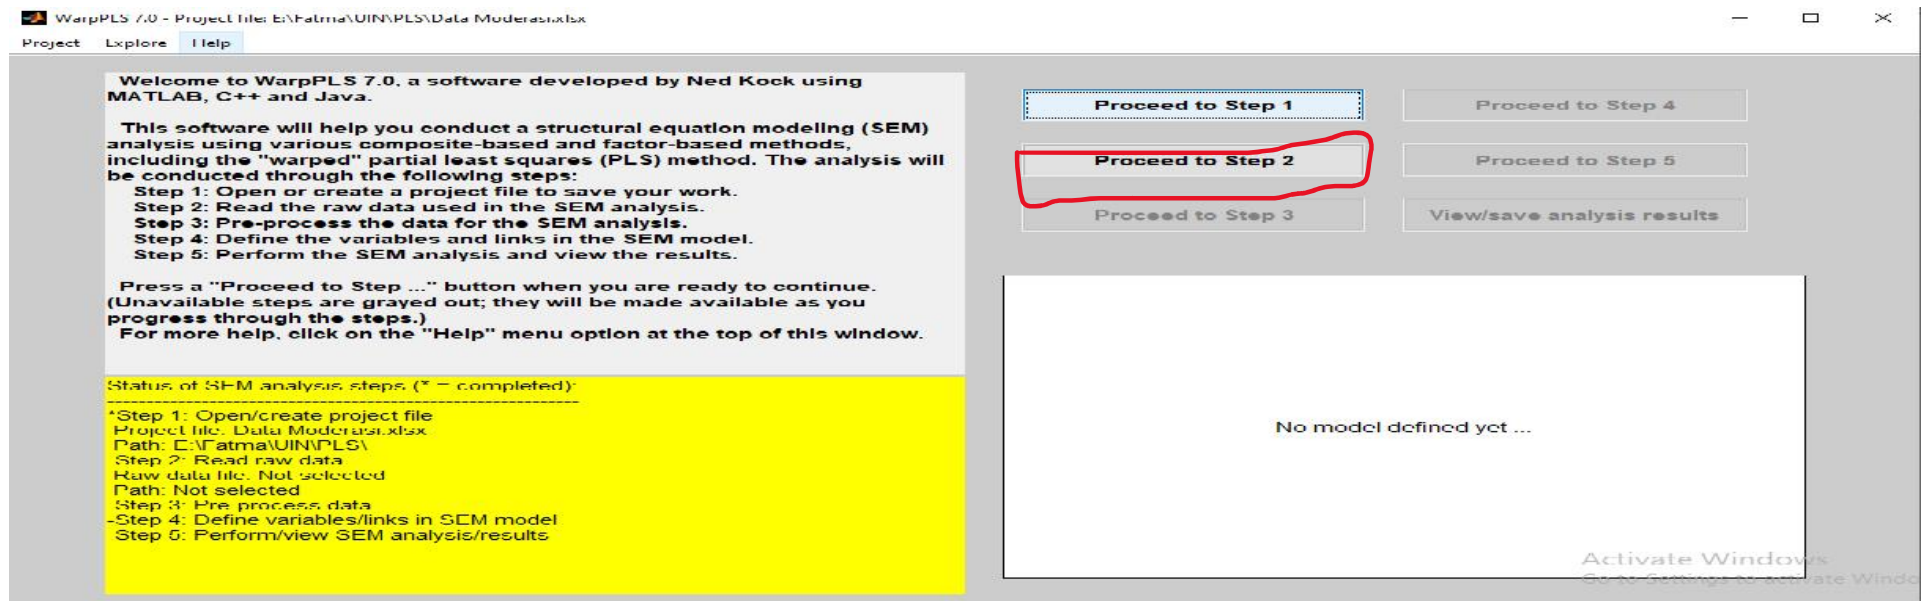 WarpPLS 7.0 - Project file: E:\Fatma\UIN\PLS\Data Moderasi.xlsx
Project Explore Help
Welcome to WarpPLS 7.0, a software developed by Ned Kock using
MATLAB, C++ and Java.
This software will help you conduct a structural equation modeling (SEM)
analysis using various composite-based and factor-based methods,
including the "warped" partial least squares (PLS) method. The analysis will
be conducted through the following steps:
Step 1: Open or create a project file to save your work.
Step 2: Read the raw data used in the SEM analysis.
Step 3: Pre-process the data for the SEM analysis.
Step 4: Define the variables and links in the SEM model.
Step 5: Perform the SEM analysis and view the results.
Press a "Proceed to Step ..." button when you are ready to continue.
(Unavailable steps are grayed out; they will be made available as you
progress through the steps.)
For more help, click on the "Help" menu option at the top of this window.
Status of SEM analysis steps (* = completed):
*Step 1: Open/create project file
Project file: Data Moderasi.xlsx
Path: E:\Fatma\UIN\PLS\
Step 2: Read raw data
Raw data file: Not selected
Path: Not selected
Step 3: Pre-process data
-Step 4: Define variables/links in SEM model
Step 5: Perform/view SEM analysis/results
Proceed to Step 1
Proceed to Step 4
Proceed to Step 2
Proceed to Step 5
Proceed to Step 3
View/save analysis results
No model defined yet ...
Activate Windows
Go to Settings to activate Windo